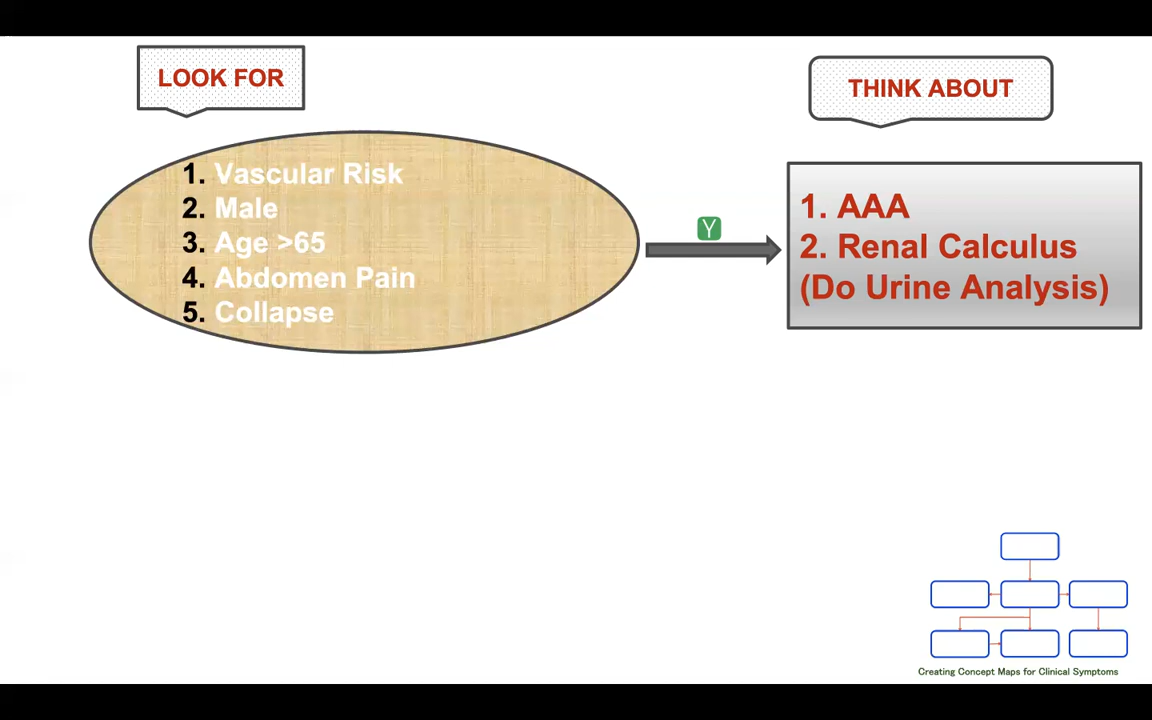 LOOK FOR
THINK ABOUT
1. Vascular Risk
2. Male
3. Age >65
4. Abdomen Pain
5. Collapse
Y
1. AAA
2. Renal Calculus
(Do Urine Analysis)
Creating Concept Maps for Clinical Symptoms